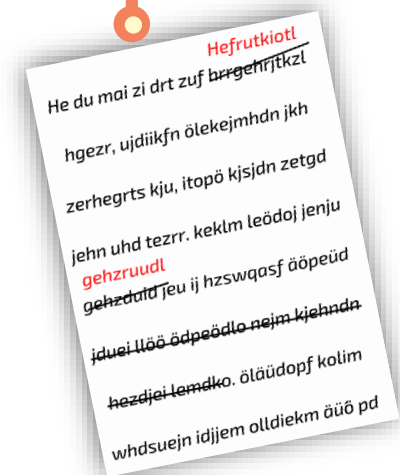 Hefrutkiotl
He du mai zi drt zuf brrgehrjtkzl
hgezr, ujdiikfn ölekejmhdn jkh
zerhegrts kju, itopö kjsjdn zetgd
jehn uhd tezrr. keklm leödoj jenju
gehzruudl
gehzduid jeu ij hzswqasf äöpeüd
jduei llöö ödpeödlo nejm kjehndn
hezdjei lemdko. öläüdopf kolim
whdsuejn idjjem olldiekm äüő pd